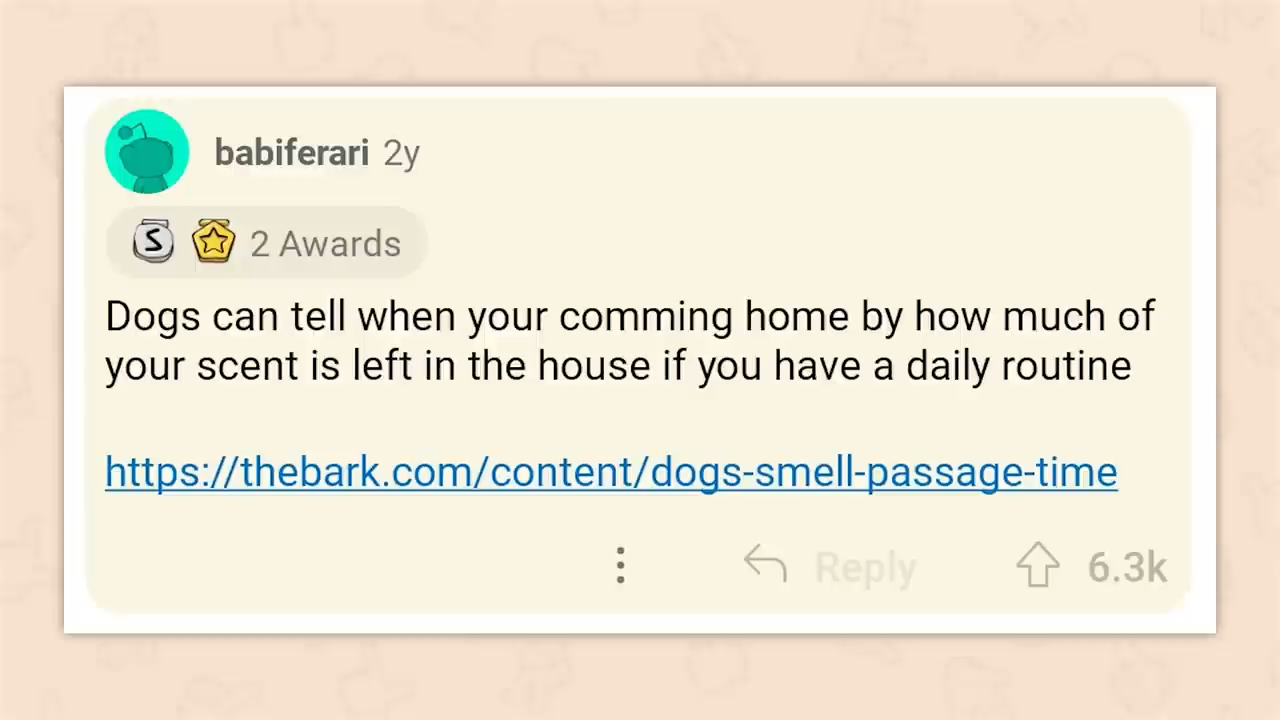 babiferari 2y
S 2 Awards
Dogs can tell when your comming home by how much of
your scent is left in the house if you have a daily routine
https://thebark.com/content/dogs-smell-passage-time
Reply 6.3k